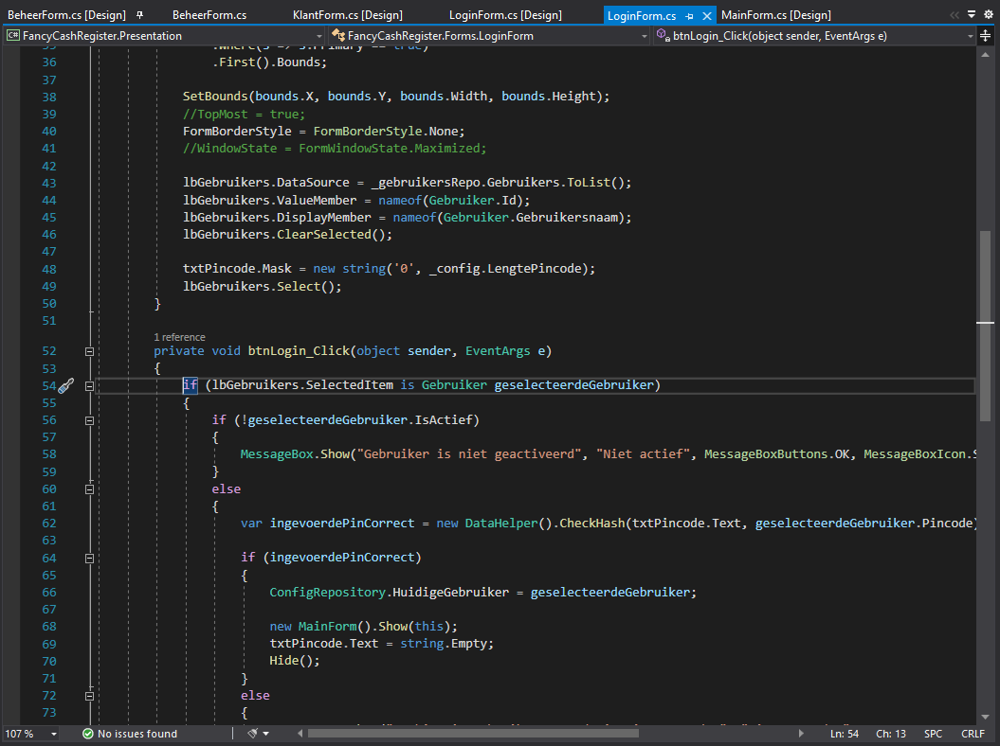 BeheerForm.cs [Design] BeheerForm.cs KlantForm.cs [Design] LoginForm.cs [Design] LoginForm.cs MainForm.cs [Design]
C# FancyCashRegister.Presentation FancyCashRegister.Forms.LoginForm btnLogin_Click(object sender, EventArgs e)
35 .Where(s => s.Primary == true)
36 .First().Bounds;
37
38 SetBounds(bounds.X, bounds.Y, bounds.Width, bounds.Height);
39 //TopMost = true;
40 FormBorderStyle = FormBorderStyle.None;
41 //WindowState = FormWindowState.Maximized;
42
43 lbGebruikers.DataSource = _gebruikersRepo.Gebruikers.ToList();
44 lbGebruikers.ValueMember = nameof(Gebruiker.Id);
45 lbGebruikers.DisplayMember = nameof(Gebruiker.Gebruikersnaam);
46 lbGebruikers.ClearSelected();
47
48 txtPincode.Mask = new string('0', _config.LengtePincode);
49 lbGebruikers.Select();
50 }
51
1 reference
52 private void btnLogin_Click(object sender, EventArgs e)
53 {
54 if (lbGebruikers.SelectedItem is Gebruiker geselecteerdeGebruiker)
55 {
56 if (!geselecteerdeGebruiker.IsActief)
57 {
58 MessageBox.Show("Gebruiker is niet geactiveerd", "Niet actief", MessageBoxButtons.OK, MessageBoxIcon.S
59 }
60 else
61 {
62 var ingevoerdePinCorrect = new DataHelper().CheckHash(txtPincode.Text, geselecteerdeGebruiker.Pincode)
63
64 if (ingevoerdePinCorrect)
65 {
66 ConfigRepository.HuidigeGebruiker = geselecteerdeGebruiker;
67
68 new MainForm().Show(this);
69 txtPincode.Text = string.Empty;
70 Hide();
71 }
72 else
73 {
107 % No issues found Ln: 54 Ch: 13 SPC CRLF